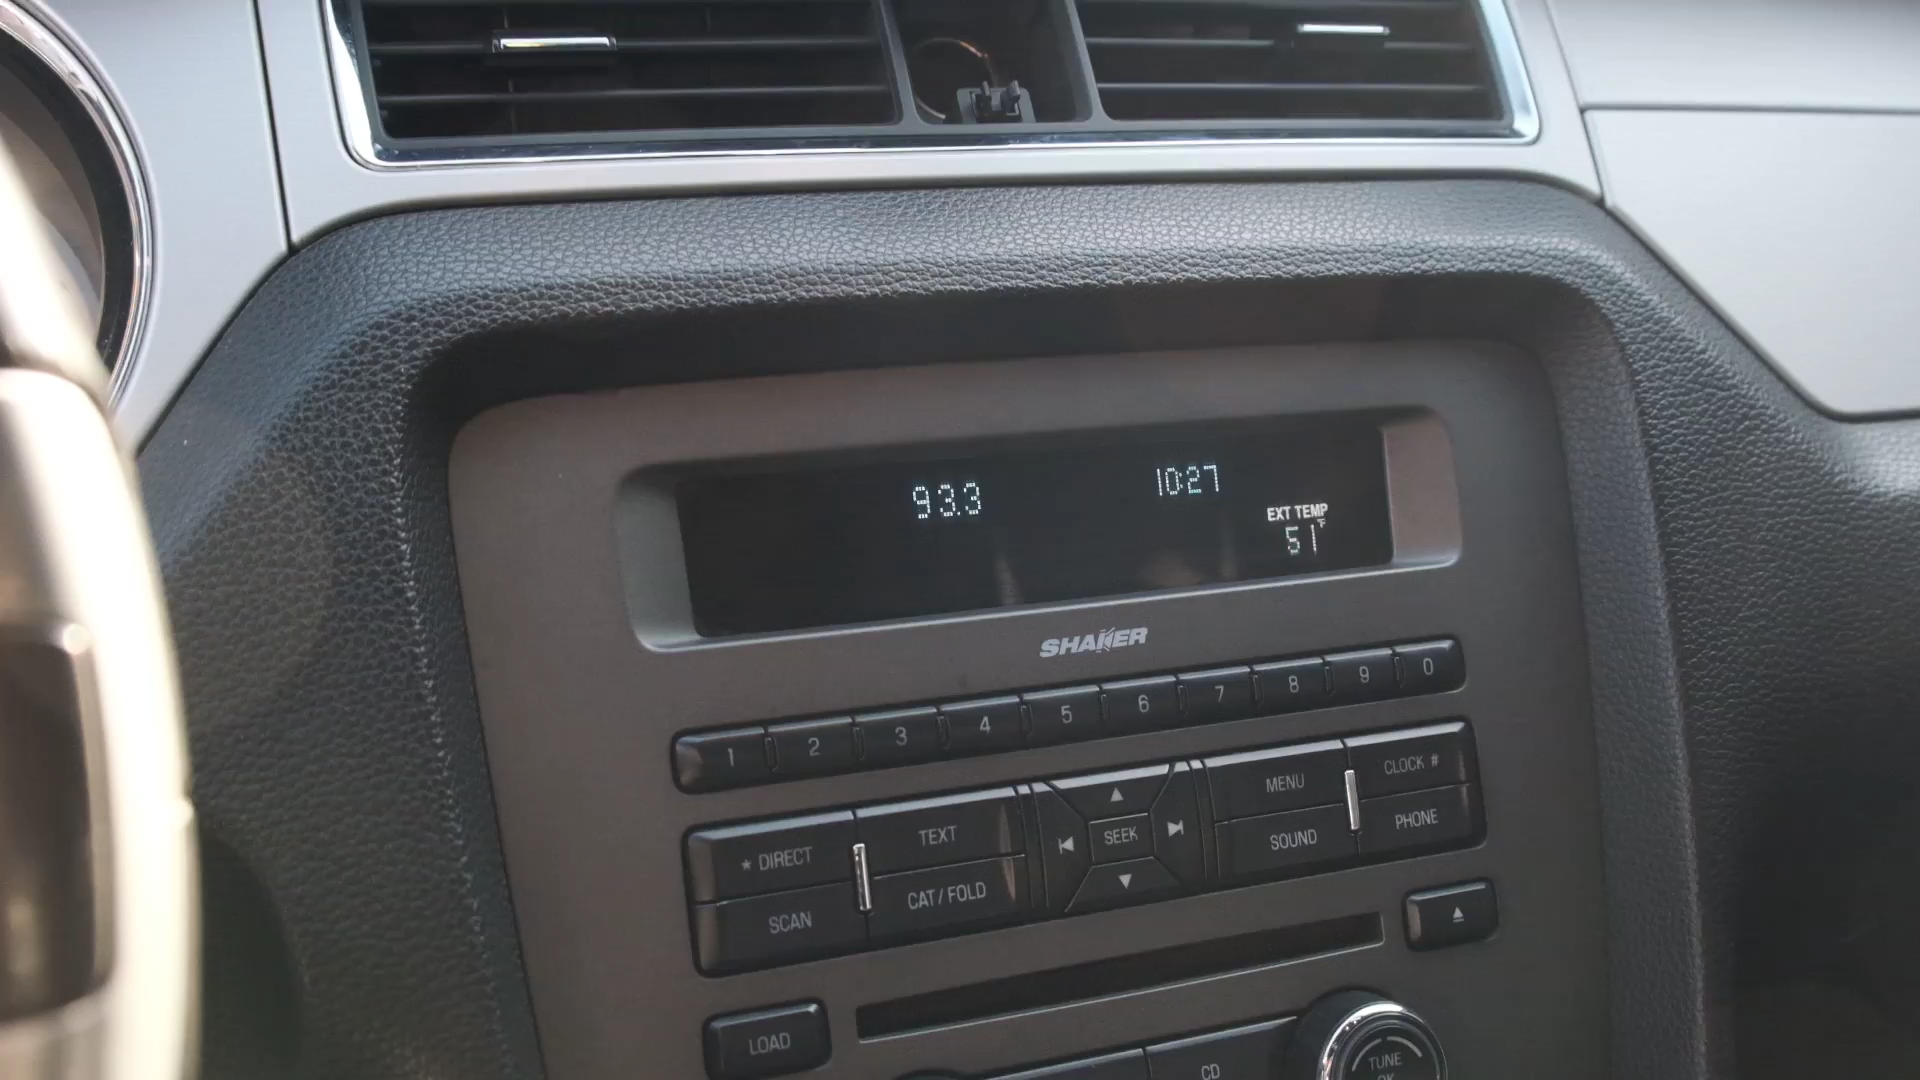 93.3
10:27
EXT TEMP
51°F
SHAKER
1 2 3 4 5 6 7 8 9 0
* DIRECT
TEXT
SEEK
MENU
CLOCK #
SCAN
CAT / FOLD
SOUND
PHONE
LOAD
CD
TUNE
OK